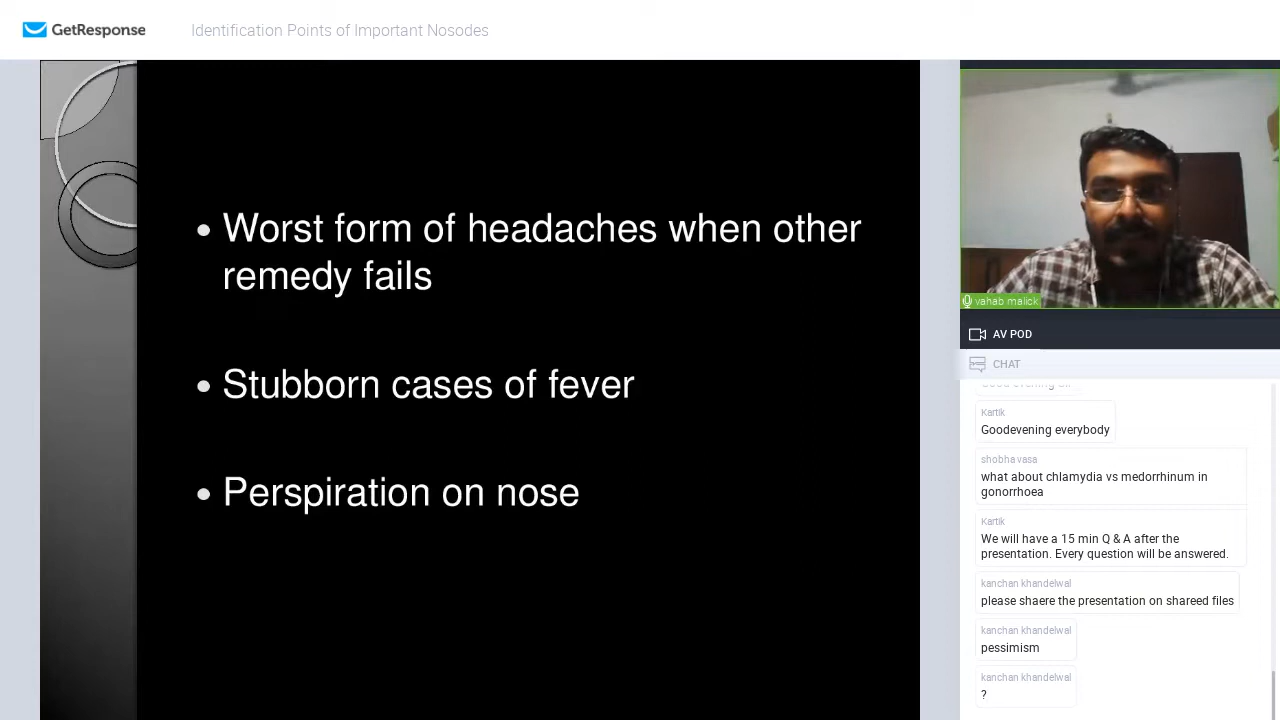 GetResponse
Identification Points of Important Nosodes
• Worst form of headaches when other
remedy fails
• Stubborn cases of fever
• Perspiration on nose
vahab malick
AV POD
CHAT
Kartik
Goodevening everybody
shobha vasa
what about chlamydia vs medorrhinum in
gonorrhoea
Kartik
We will have a 15 min Q & A after the
presentation. Every question will be answered.
kanchan khandelwal
please shaere the presentation on shareed files
kanchan khandelwal
pessimism
kanchan khandelwal
?